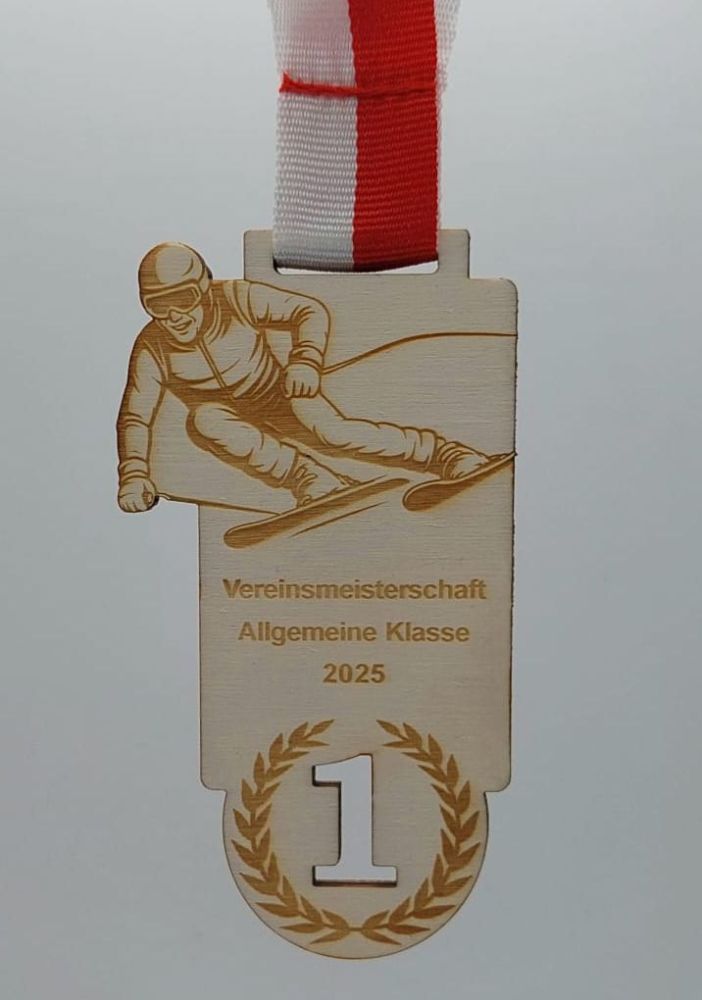 Vereinsmeisterschaft
Allgemeine Klasse
2025
1